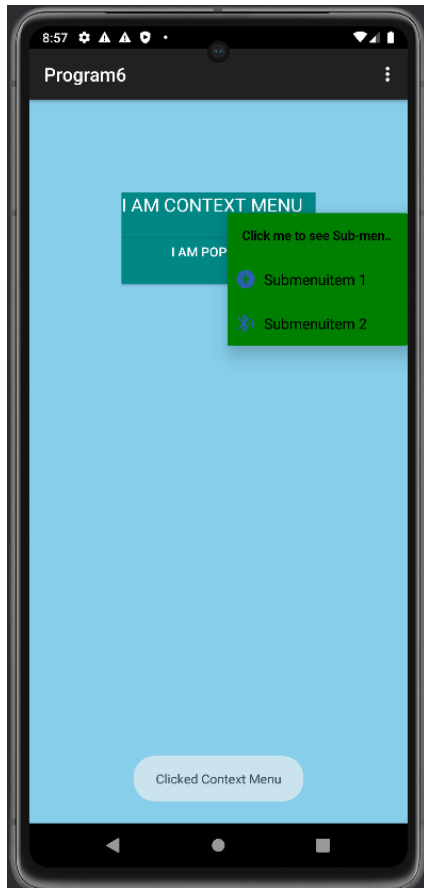 8:57
Program6
I AM CONTEXT MENU
I AM POP
Click me to see Sub-men..
Submenuitem 1
Submenuitem 2
Clicked Context Menu